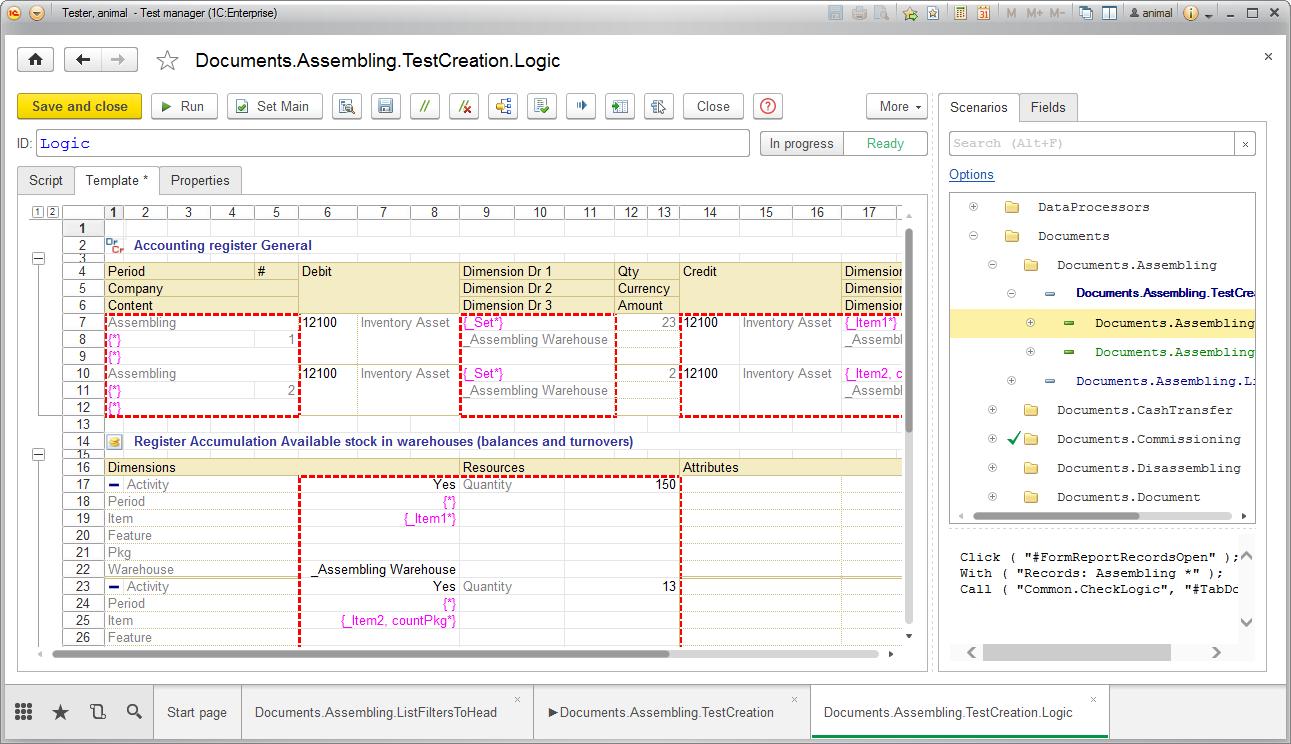 Tester, animal - Test manager (1C:Enterprise)
M M+ M- animal
Documents.Assembling.TestCreation.Logic
Save and close Run Set Main Close More
ID: Logic In progress Ready
Script Template * Properties
1 2 1 2 3 4 5 6 7 8 9 10 11 12 13 14 15 16 17
1
2 Accounting register General
3
4 Period # Debit Dimension Dr 1 Qty Credit Dimension
5 Company Dimension Dr 2 Currency Dimension
6 Content Dimension Dr 3 Amount Dimension
7 Assembling 12100 Inventory Asset {_Set*} 23 12100 Inventory Asset {_Item1*}
8 {*} 1 _Assembling Warehouse _Assembl
9 {*}
10 Assembling 12100 Inventory Asset {_Set*} 2 12100 Inventory Asset {_Item2, c
11 {*} 2 _Assembling Warehouse _Assembl
12 {*}
13
14 Register Accumulation Available stock in warehouses (balances and turnovers)
15
16 Dimensions Resources Attributes
17 Activity Yes Quantity 150
18 Period {*}
19 Item {_Item1*}
20 Feature
21 Pkg
22 Warehouse _Assembling Warehouse
23 Activity Yes Quantity 13
24 Period {*}
25 Item {_Item2, countPkg*}
26 Feature
Scenarios Fields
Search (Alt+F) ×
Options
DataProcessors
Documents
Documents.Assembling
Documents.Assembling.TestCrea
Documents.Assembling
Documents.Assembling
Documents.Assembling.Li
Documents.CashTransfer
Documents.Commissioning
Documents.Disassembling
Documents.Document
Click ( "#FormReportRecordsOpen" );
With ( "Records: Assembling *" );
Call ( "Common.CheckLogic", "#TabDo
Start page Documents.Assembling.ListFiltersToHead Documents.Assembling.TestCreation Documents.Assembling.TestCreation.Logic